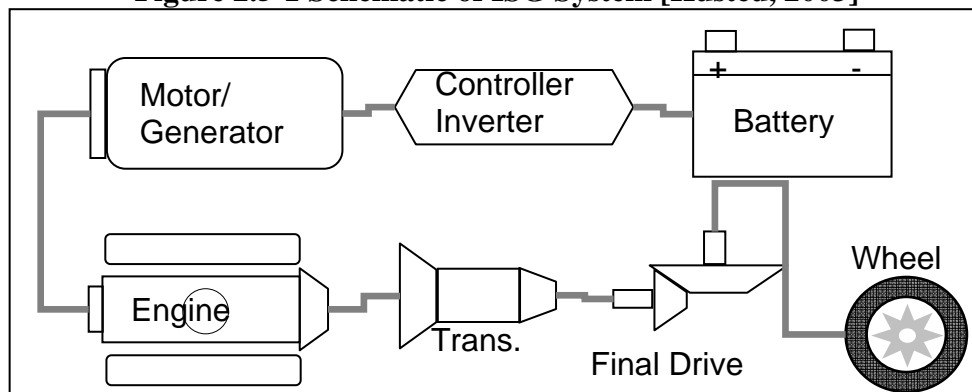 Figure 2.3-1 Schematic of ISG System [Husted, 2003]
Motor/
Generator
Controller
Inverter
+ -
Battery
Wheel
Engine
Trans.
Final Drive